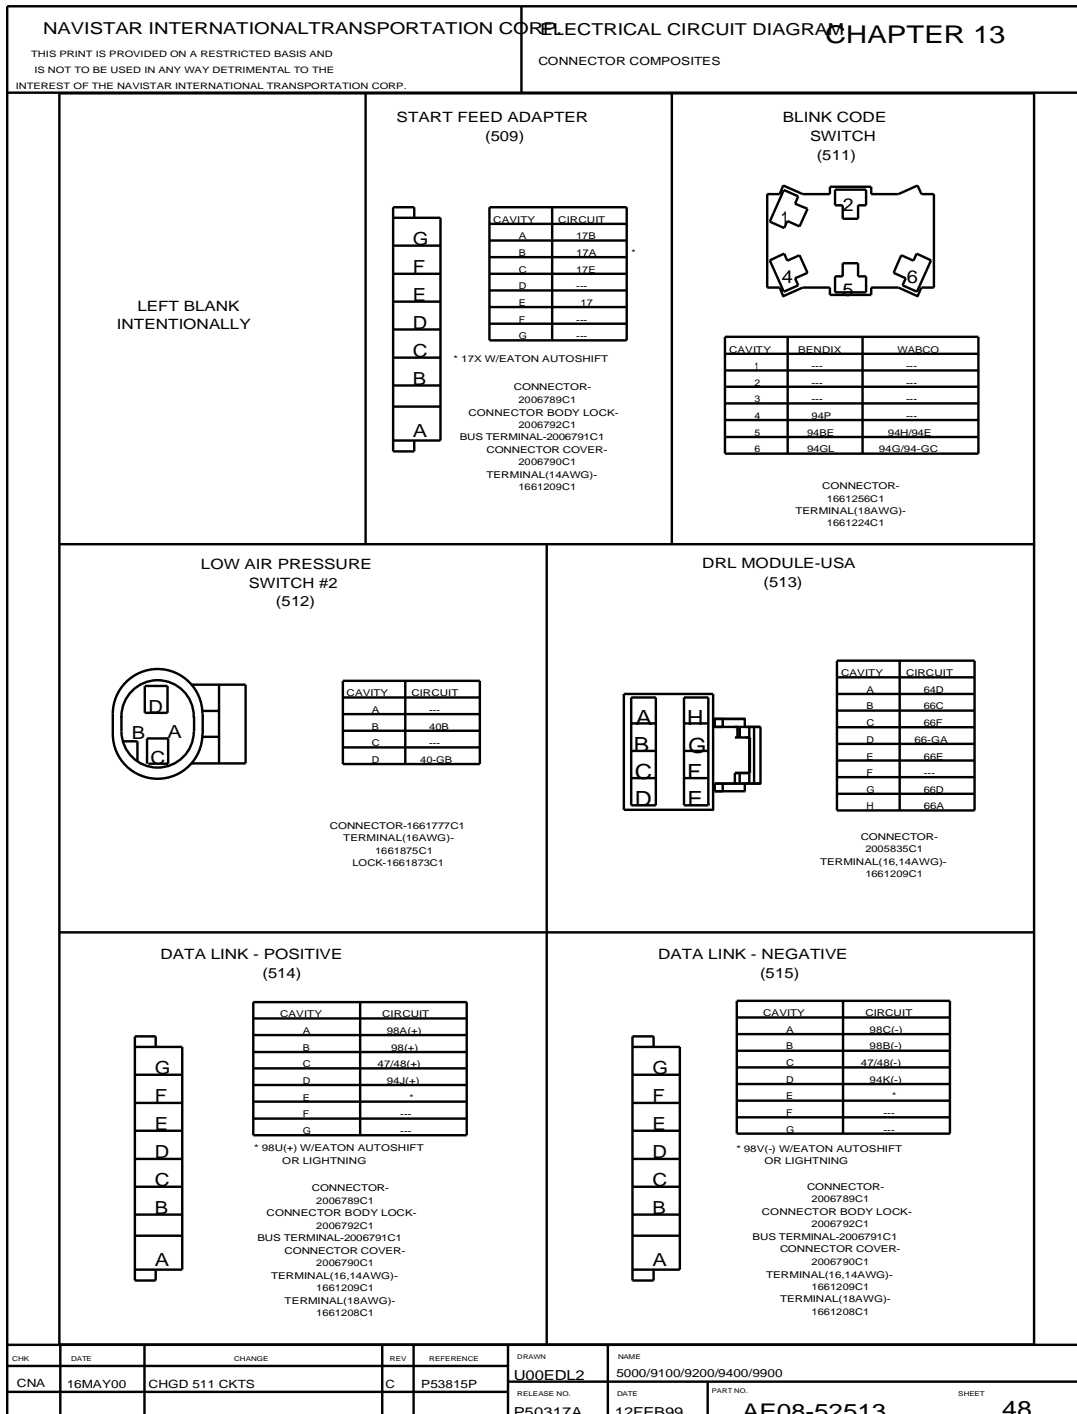 NAVISTAR INTERNATIONALTRANSPORTATION CORP.
THIS PRINT IS PROVIDED ON A RESTRICTED BASIS AND
IS NOT TO BE USED IN ANY WAY DETRIMENTAL TO THE
INTEREST OF THE NAVISTAR INTERNATIONAL TRANSPORTATION CORP.
ELECTRICAL CIRCUIT DIAGRAM
CONNECTOR COMPOSITES
CHAPTER 13
LEFT BLANK
INTENTIONALLY
START FEED ADAPTER
(509)
G
F
E
D
C
B
A
CAVITY CIRCUIT
A 17B
B 17A *
C 17E
D ---
E 17
F ---
G ---
* 17X W/EATON AUTOSHIFT
CONNECTOR-
2006789C1
CONNECTOR BODY LOCK-
2006792C1
BUS TERMINAL-2006791C1
CONNECTOR COVER-
2006790C1
TERMINAL(14AWG)-
1661209C1
BLINK CODE
SWITCH
(511)
1 2
4 5 6
CAVITY BENDIX WABCO
1 --- ---
2 --- ---
3 --- ---
4 94P ---
5 94BE 94H/94E
6 94GL 94G/94-GC
CONNECTOR-
1661256C1
TERMINAL(18AWG)-
1661224C1
LOW AIR PRESSURE
SWITCH #2
(512)
D
B A
C
CAVITY CIRCUIT
A ---
B 40B
C ---
D 40-GB
CONNECTOR-1661777C1
TERMINAL(16AWG)-
1661875C1
LOCK-1661873C1
DRL MODULE-USA
(513)
A H
B G
C F
D E
CAVITY CIRCUIT
A 64D
B 66C
C 66F
D 66-GA
E 66E
F ---
G 66D
H 66A
CONNECTOR-
2005835C1
TERMINAL(16,14AWG)-
1661209C1
DATA LINK - POSITIVE
(514)
G
F
E
D
C
B
A
CAVITY CIRCUIT
A 98A(+)
B 98(+)
C 47/48(+)
D 94J(+)
E *
F ---
G ---
* 98U(+) W/EATON AUTOSHIFT
OR LIGHTNING
CONNECTOR-
2006789C1
CONNECTOR BODY LOCK-
2006792C1
BUS TERMINAL-2006791C1
CONNECTOR COVER-
2006790C1
TERMINAL(16,14AWG)-
1661209C1
TERMINAL(18AWG)-
1661208C1
DATA LINK - NEGATIVE
(515)
G
F
E
D
C
B
A
CAVITY CIRCUIT
A 98C(-)
B 98B(-)
C 47/48(-)
D 94K(-)
E *
F ---
G ---
* 98V(-) W/EATON AUTOSHIFT
OR LIGHTNING
CONNECTOR-
2006789C1
CONNECTOR BODY LOCK-
2006792C1
BUS TERMINAL-2006791C1
CONNECTOR COVER-
2006790C1
TERMINAL(16,14AWG)-
1661209C1
TERMINAL(18AWG)-
1661208C1
CHK DATE CHANGE REV REFERENCE
CNA 16MAY00 CHGD 511 CKTS C P53815P
DRAWN
U00EDL2
NAME
5000/9100/9200/9400/9900
RELEASE NO.
P50317A
DATE
12FEB99
PART NO.
AE08-52513
SHEET
48